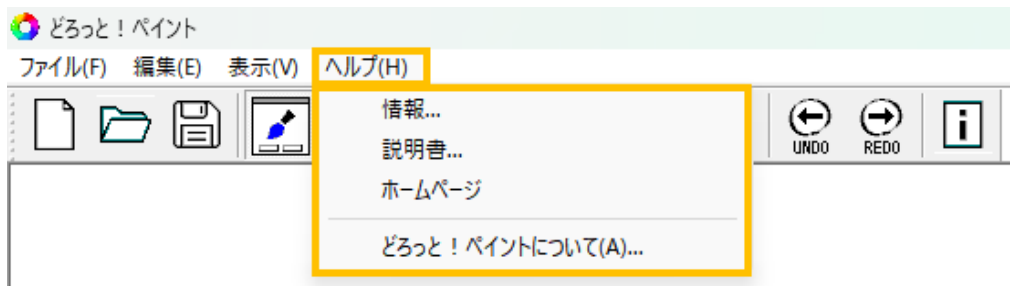 どろっと！ペイント
ファイル(F) 編集(E) 表示(V) ヘルプ(H)
情報...
説明書...
ホームページ
どろっと！ペイントについて(A)...
UNDO REDO